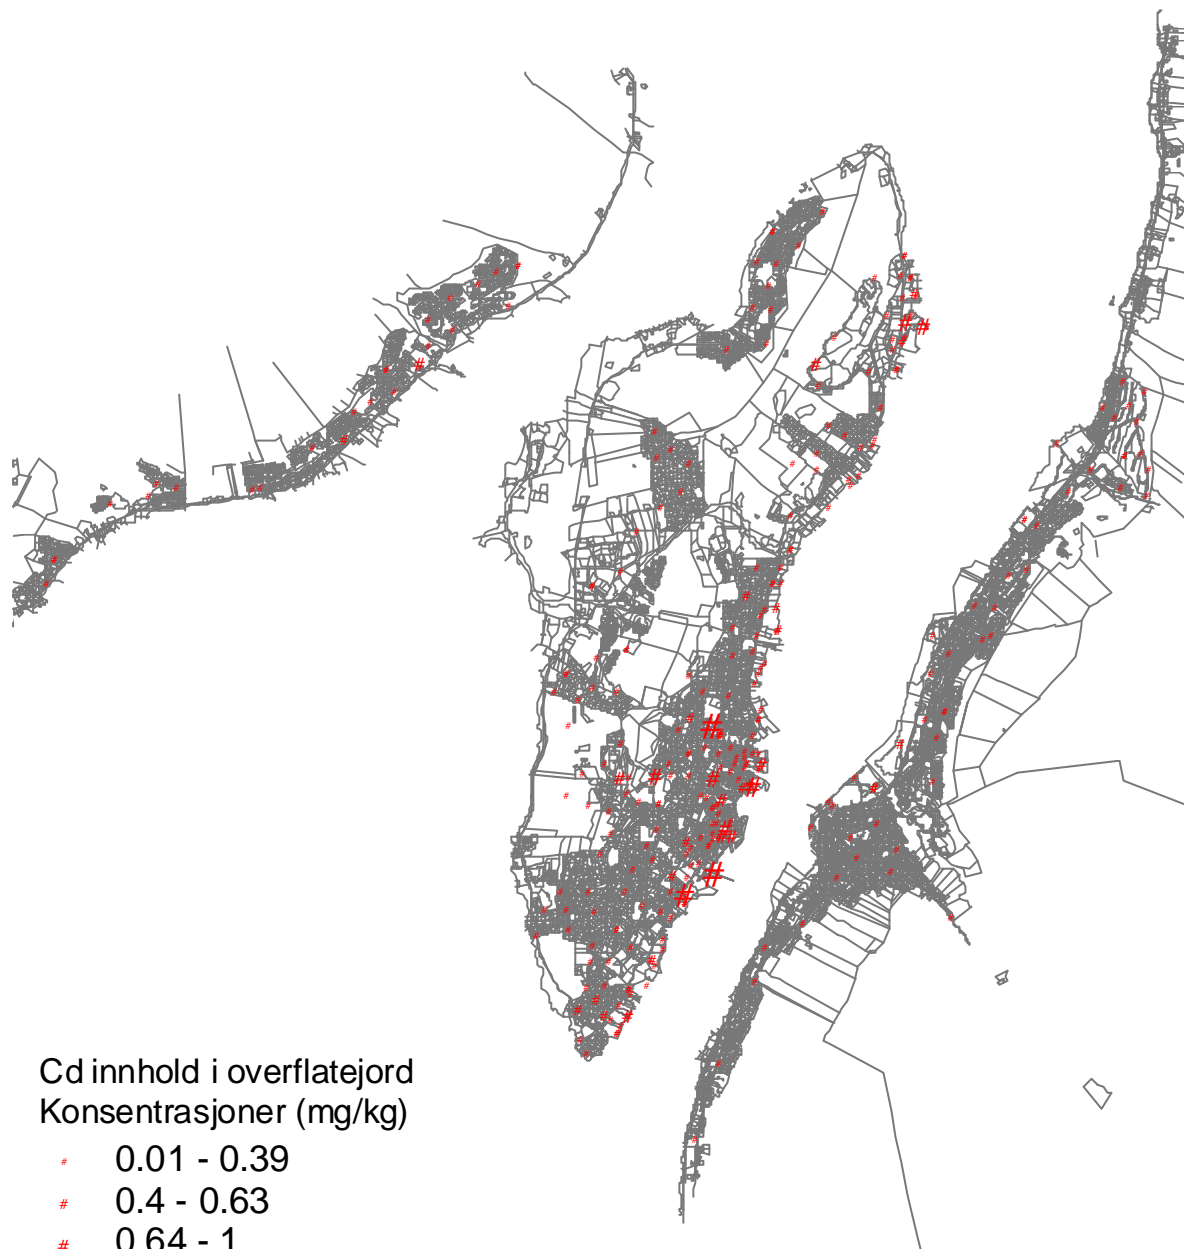 Cd innhold i overflatejord
Konsentrasjoner (mg/kg)
# 0.01 - 0.39
# 0.4 - 0.63
# 0.64 - 1